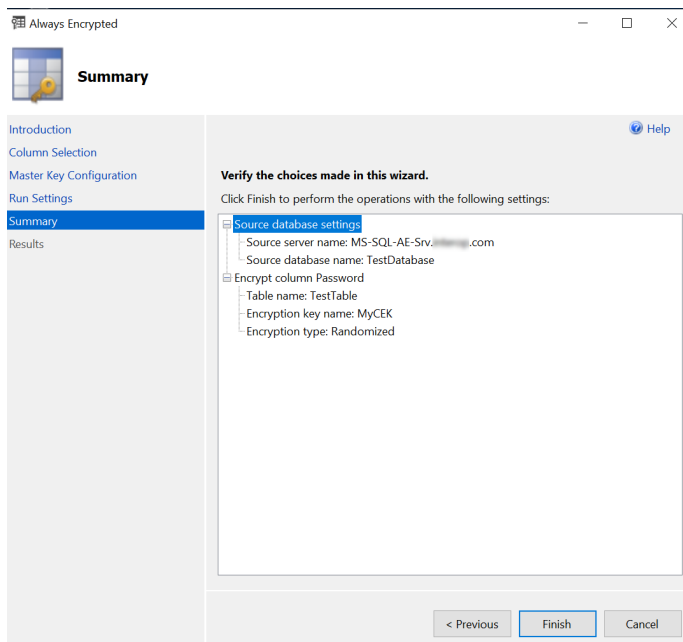 Always Encrypted
Summary
Introduction
Column Selection
Master Key Configuration
Run Settings
Summary
Results
Help
Verify the choices made in this wizard.
Click Finish to perform the operations with the following settings:
Source database settings
Source server name: MS-SQL-AE-Srv. .com
Source database name: TestDatabase
Encrypt column Password
Table name: TestTable
Encryption key name: MyCEK
Encryption type: Randomized
< Previous
Finish
Cancel